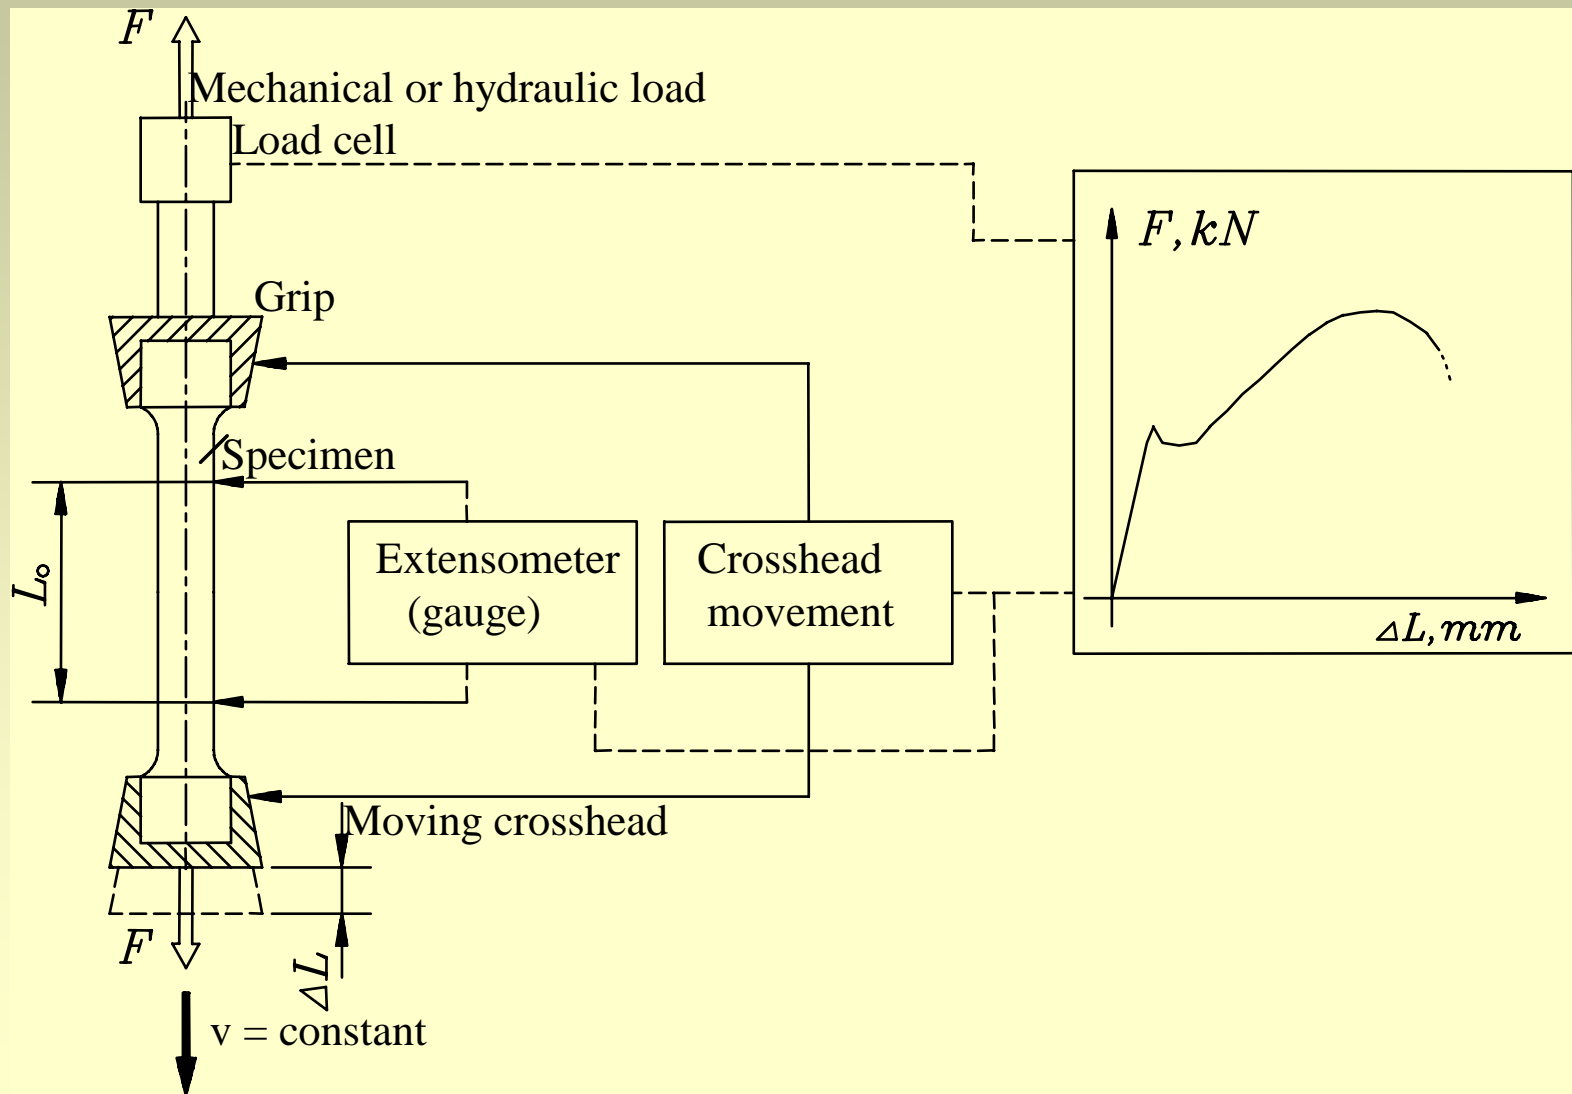 F
Mechanical or hydraulic load
Load cell
F, kN
Grip
Specimen
Extensometer
(gauge)
Crosshead
movement
L₀
ΔL, mm
Moving crosshead
F
ΔL
v = constant